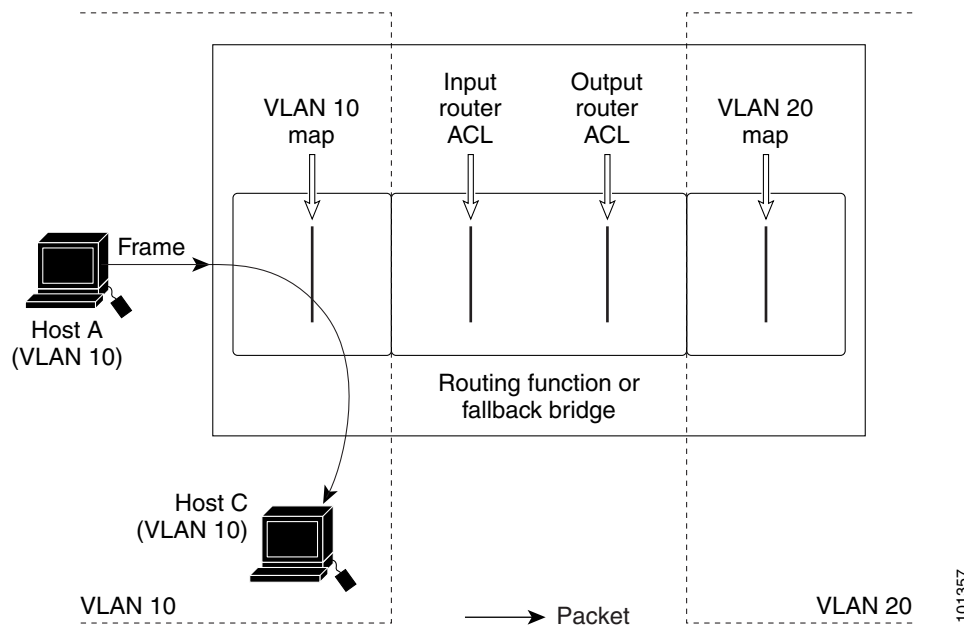 VLAN 10
map
Input
router
ACL
Output
router
ACL
VLAN 20
map
Frame
Host A
(VLAN 10)
Routing function or
fallback bridge
Host C
(VLAN 10)
VLAN 10
Packet
VLAN 20
101357